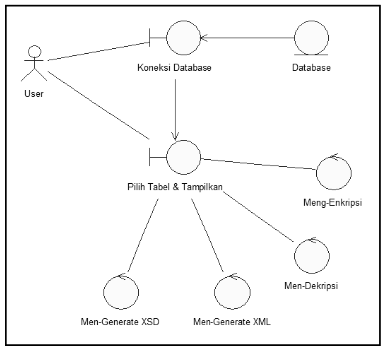 Koneksi Database
Database
User
Pilih Tabel & Tampilkan
Meng-Enkripsi
Men-Dekripsi
Men-Generate XSD
Men-Generate XML